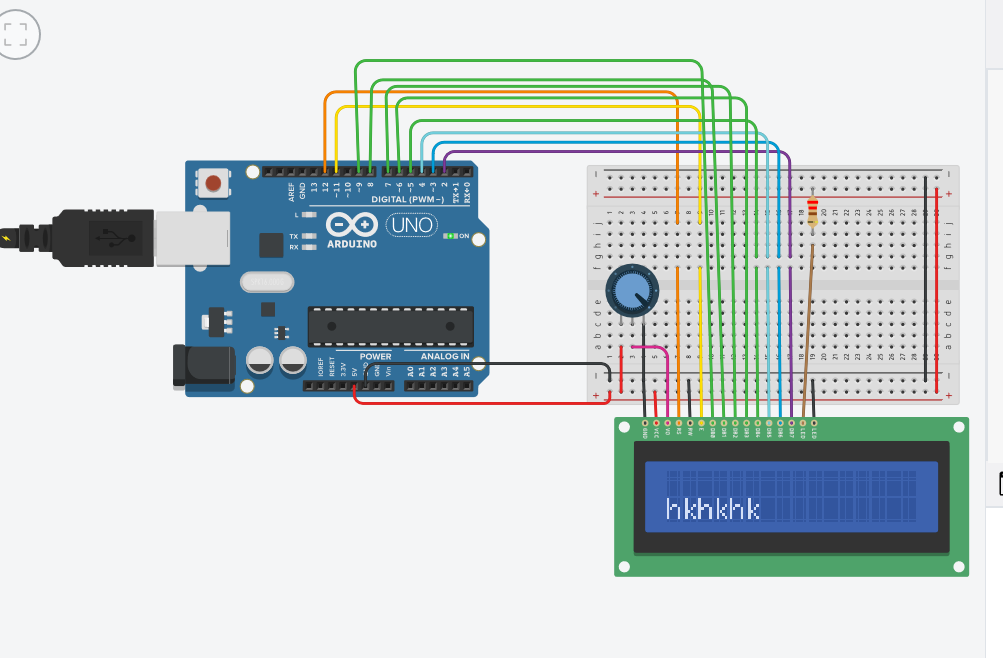 AREF
GND
13
12
~11
~10
~9
8
7
~6
~5
4
~3
2
TX→1
RX←0
DIGITAL (PWM~)
L
TX
RX
ARDUINO
UNO
ON
POWER
ANALOG IN
IOREF
RESET
3.3V
5V
GND
Vin
A0
A1
A2
A3
A4
A5
j
i
h
g
f
e
d
c
b
a
GND
VCC
V0
RS
RW
E
DB0
DB1
DB2
DB3
DB4
DB5
DB6
DB7
LED
LED
hkhkhk